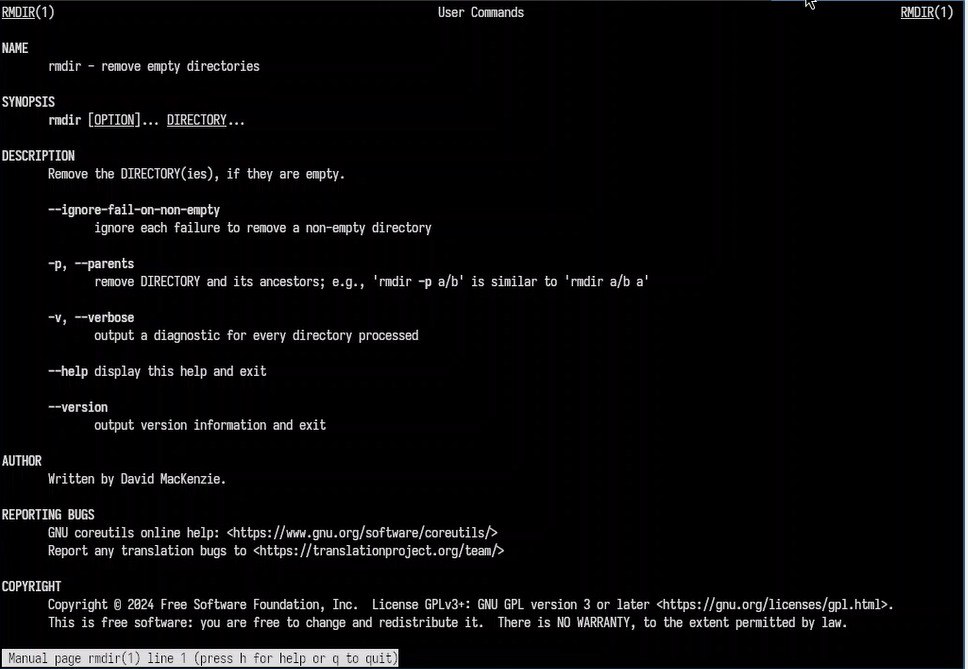 RMDIR(1) User Commands RMDIR(1)
NAME
rmdir - remove empty directories
SYNOPSIS
rmdir [OPTION]... DIRECTORY...
DESCRIPTION
Remove the DIRECTORY(ies), if they are empty.
--ignore-fail-on-non-empty
ignore each failure to remove a non-empty directory
-p, --parents
remove DIRECTORY and its ancestors; e.g., 'rmdir -p a/b' is similar to 'rmdir a/b a'
-v, --verbose
output a diagnostic for every directory processed
--help display this help and exit
--version
output version information and exit
AUTHOR
Written by David MacKenzie.
REPORTING BUGS
GNU coreutils online help: <https://www.gnu.org/software/coreutils/>
Report any translation bugs to <https://translationproject.org/team/>
COPYRIGHT
Copyright © 2024 Free Software Foundation, Inc. License GPLv3+: GNU GPL version 3 or later <https://gnu.org/licenses/gpl.html>.
This is free software: you are free to change and redistribute it. There is NO WARRANTY, to the extent permitted by law.
Manual page rmdir(1) line 1 (press h for help or q to quit)